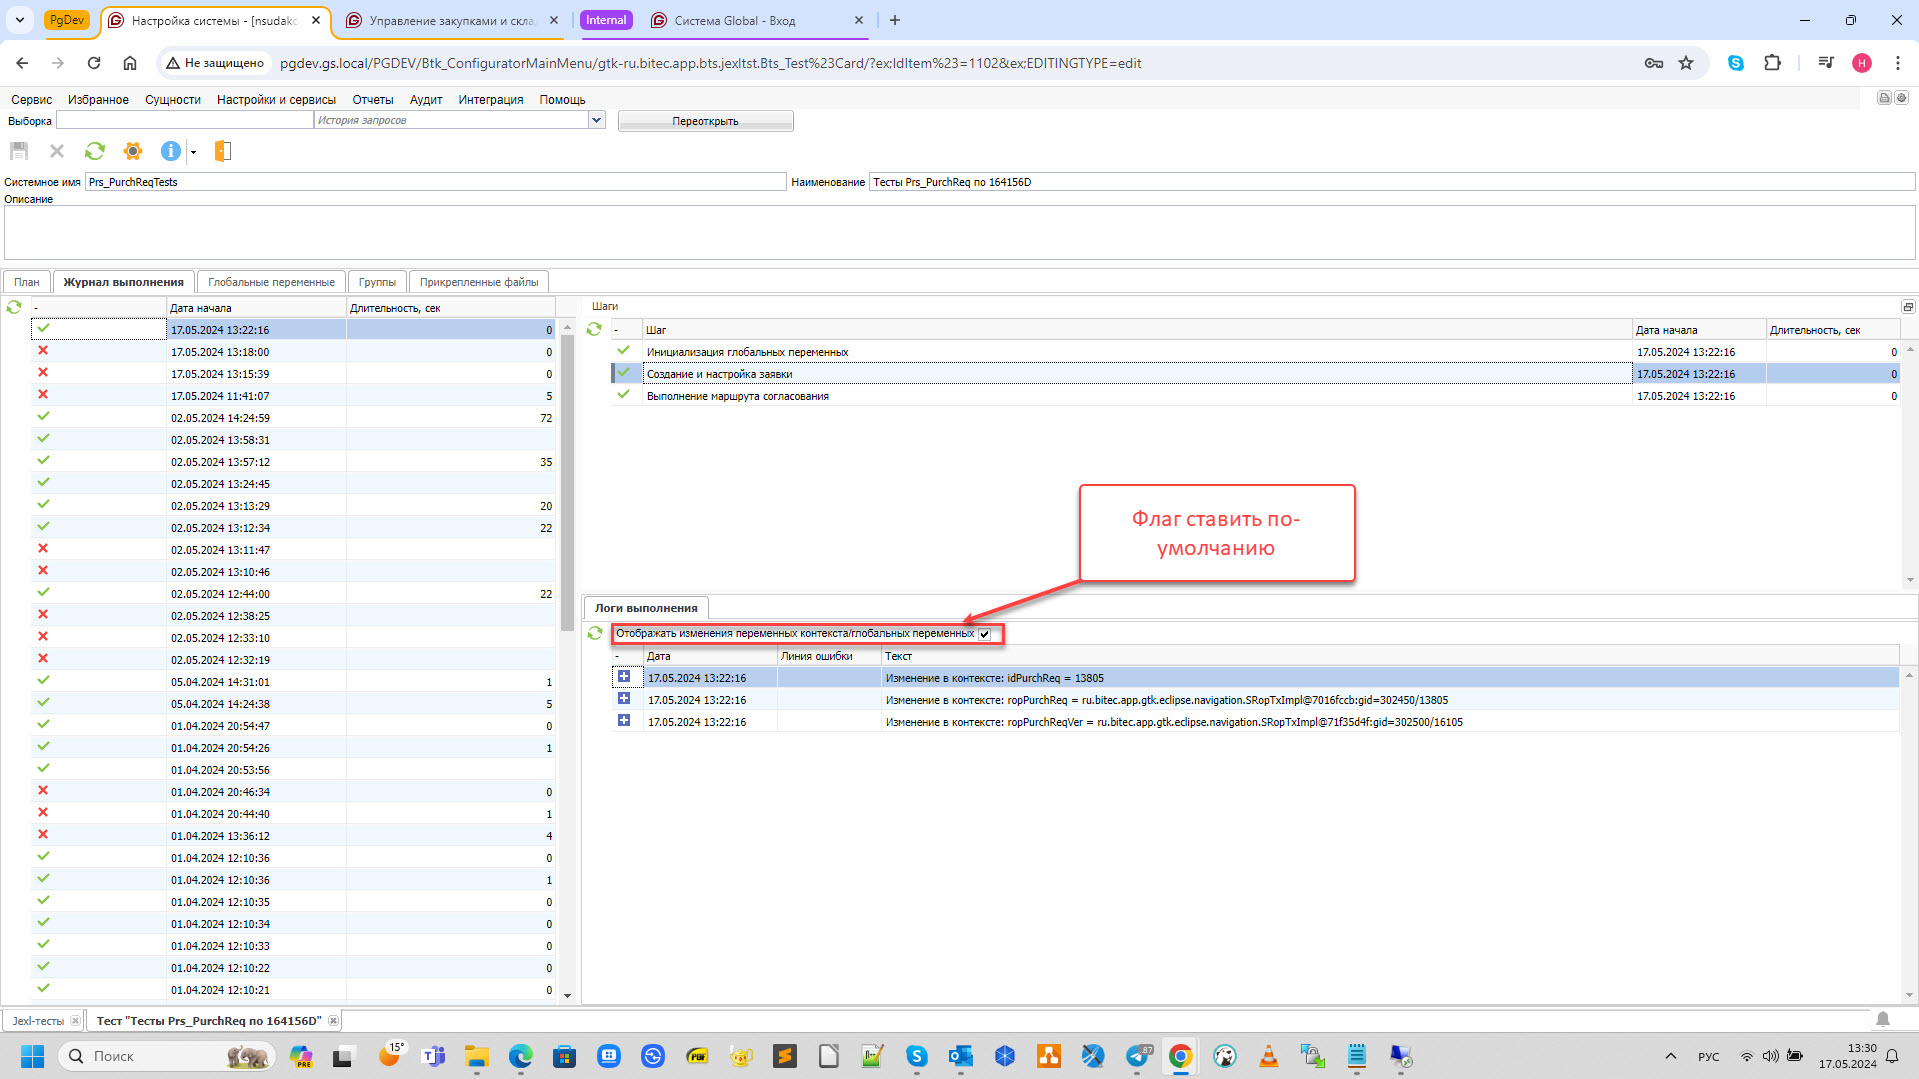 PgDev
Настройка системы - [nsudako
Управление закупками и скла
Internal
Система Global - Вход
Не защищено
pgdev.gs.local/PGDEV/Btk_ConfiguratorMainMenu/gtk-ru.bitec.app.bts.jexltst.Bts_Test%23Card/?ex;IdItem%23=1102&ex;EDITINGTYPE=edit
Н
Сервис Избранное Сущности Настройки и сервисы Отчеты Аудит Интеграция Помощь
Выборка История запросов Переоткрыть
Системное имя Prs_PurchReqTests Наименование Тесты Prs_PurchReq по 164156D
Описание
План Журнал выполнения Глобальные переменные Группы Прикрепленные файлы
- Дата начала Длительность, сек
17.05.2024 13:22:16 0
17.05.2024 13:18:00 0
17.05.2024 13:15:39 0
17.05.2024 11:41:07 5
02.05.2024 14:24:59 72
02.05.2024 13:58:31
02.05.2024 13:57:12 35
02.05.2024 13:24:45
02.05.2024 13:13:29 20
02.05.2024 13:12:34 22
02.05.2024 13:11:47
02.05.2024 13:10:46
02.05.2024 12:44:00 22
02.05.2024 12:38:25
02.05.2024 12:33:10
02.05.2024 12:32:19
05.04.2024 14:31:01 1
05.04.2024 14:24:38 5
01.04.2024 20:54:47 0
01.04.2024 20:54:26 1
01.04.2024 20:53:56
01.04.2024 20:46:34 0
01.04.2024 20:44:40 1
01.04.2024 13:36:12 4
01.04.2024 12:10:36 0
01.04.2024 12:10:36 1
01.04.2024 12:10:35 0
01.04.2024 12:10:34 0
01.04.2024 12:10:33 0
01.04.2024 12:10:22 0
01.04.2024 12:10:21 0
Шаги
- Шаг Дата начала Длительность, сек
Инициализация глобальных переменных 17.05.2024 13:22:16 0
Создание и настройка заявки 17.05.2024 13:22:16 0
Выполнение маршрута согласования 17.05.2024 13:22:16 0
Флаг ставить по-
умолчанию
Логи выполнения
Отображать изменения переменных контекста/глобальных переменных
- Дата Линия ошибки Текст
17.05.2024 13:22:16 Изменение в контексте: idPurchReq = 13805
17.05.2024 13:22:16 Изменение в контексте: ropPurchReq = ru.bitec.app.gtk.eclipse.navigation.SRopTxImpl@7016fccb:gid=302450/13805
17.05.2024 13:22:16 Изменение в контексте: ropPurchReqVer = ru.bitec.app.gtk.eclipse.navigation.SRopTxImpl@71f35d4f:gid=302500/16105
Jexl-тесты Тест "Тесты Prs_PurchReq по 164156D"
Поиск
PRE
15°
PDF
87
РУС
13:30
17.05.2024